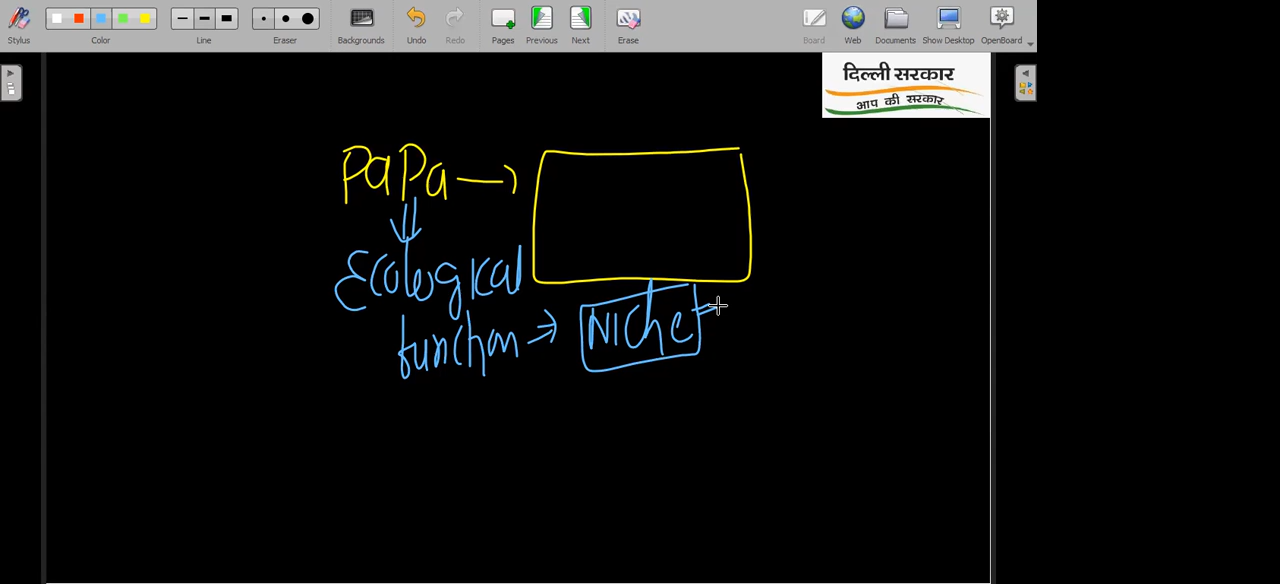 Stylus
Color
Line
Eraser
Backgrounds
Undo
Redo
Pages
Previous
Next
Erase
Board
Web
Documents
Show Desktop
OpenBoard
दिल्ली सरकार
आप की सरकार
PaPa →
⇓
Ecological
function ⇒ Niche ⇒